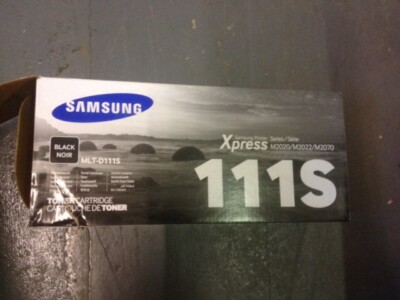 SAMSUNG
BLACK
NOIR
MLT-D111S
Samsung Printer
Xpress
Series / Série
M2020/M2022/M2070
111S
TONER CARTRIDGE
CARTOUCHE DE TONER